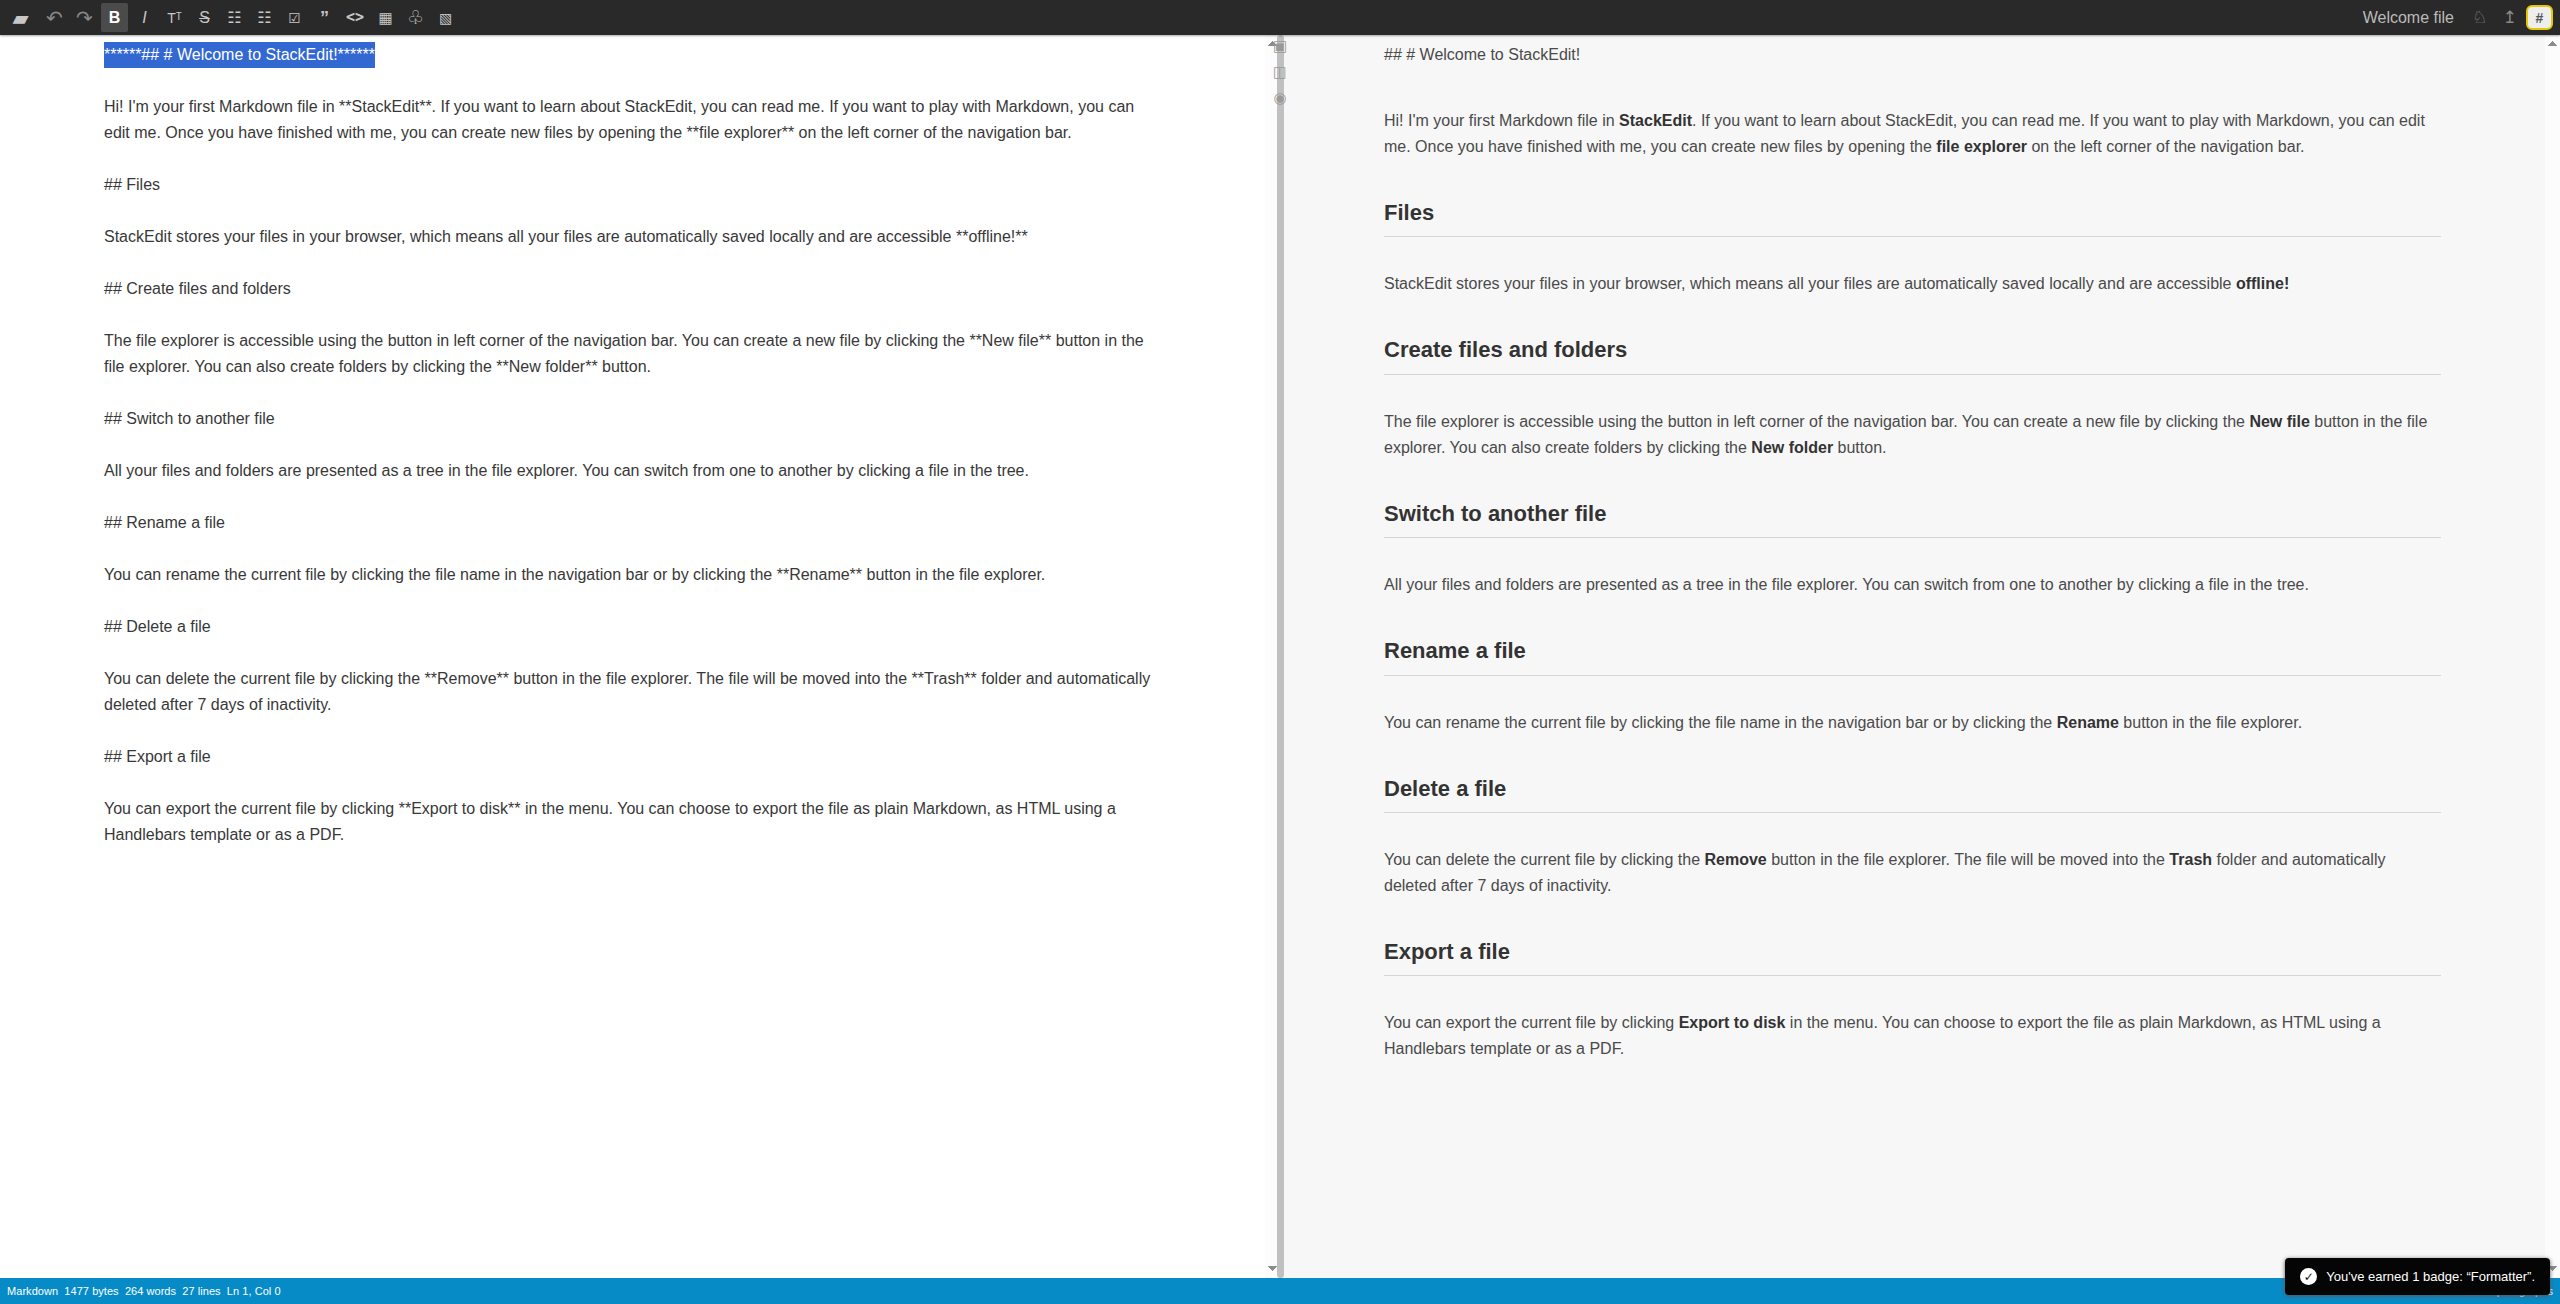 B I TT S ” <> Welcome file #
******## # Welcome to StackEdit!******
Hi! I'm your first Markdown file in **StackEdit**. If you want to learn about StackEdit, you can read me. If you want to play with Markdown, you can
edit me. Once you have finished with me, you can create new files by opening the **file explorer** on the left corner of the navigation bar.
## Files
StackEdit stores your files in your browser, which means all your files are automatically saved locally and are accessible **offline!**
## Create files and folders
The file explorer is accessible using the button in left corner of the navigation bar. You can create a new file by clicking the **New file** button in the
file explorer. You can also create folders by clicking the **New folder** button.
## Switch to another file
All your files and folders are presented as a tree in the file explorer. You can switch from one to another by clicking a file in the tree.
## Rename a file
You can rename the current file by clicking the file name in the navigation bar or by clicking the **Rename** button in the file explorer.
## Delete a file
You can delete the current file by clicking the **Remove** button in the file explorer. The file will be moved into the **Trash** folder and automatically
deleted after 7 days of inactivity.
## Export a file
You can export the current file by clicking **Export to disk** in the menu. You can choose to export the file as plain Markdown, as HTML using a
Handlebars template or as a PDF.
## # Welcome to StackEdit!
Hi! I'm your first Markdown file in StackEdit. If you want to learn about StackEdit, you can read me. If you want to play with Markdown, you can edit
me. Once you have finished with me, you can create new files by opening the file explorer on the left corner of the navigation bar.
Files
StackEdit stores your files in your browser, which means all your files are automatically saved locally and are accessible offline!
Create files and folders
The file explorer is accessible using the button in left corner of the navigation bar. You can create a new file by clicking the New file button in the file
explorer. You can also create folders by clicking the New folder button.
Switch to another file
All your files and folders are presented as a tree in the file explorer. You can switch from one to another by clicking a file in the tree.
Rename a file
You can rename the current file by clicking the file name in the navigation bar or by clicking the Rename button in the file explorer.
Delete a file
You can delete the current file by clicking the Remove button in the file explorer. The file will be moved into the Trash folder and automatically
deleted after 7 days of inactivity.
Export a file
You can export the current file by clicking Export to disk in the menu. You can choose to export the file as plain Markdown, as HTML using a
Handlebars template or as a PDF.
You've earned 1 badge: “Formatter”.
Markdown 1477 bytes 264 words 27 lines Ln 1, Col 0